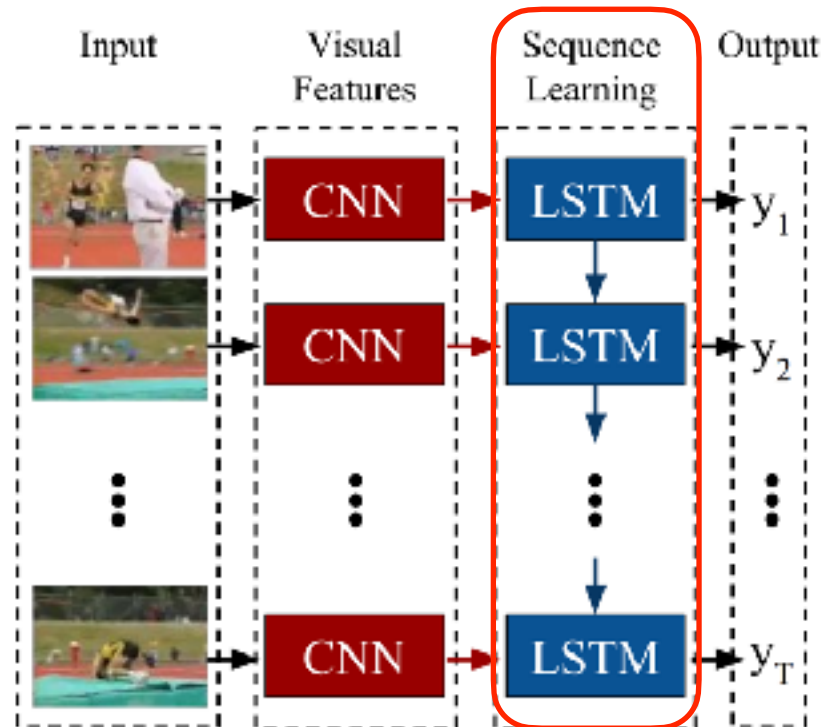 Input
Visual
Features
Sequence
Learning
Output
CNN
LSTM
y1
CNN
LSTM
y2
CNN
LSTM
yT